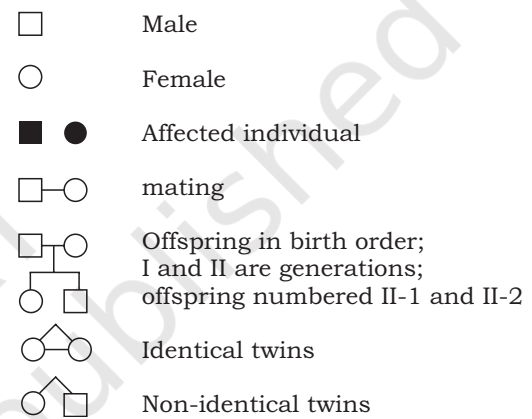 Male
Female
Affected individual
mating
Offspring in birth order;
I and II are generations;
offspring numbered II-1 and II-2
Identical twins
Non-identical twins